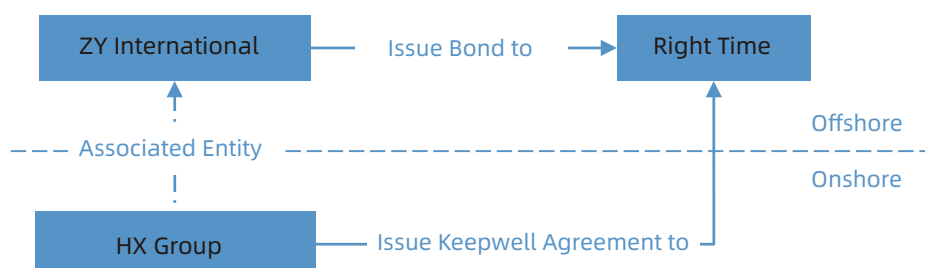 ZY International
Issue Bond to
Right Time
Offshore
Associated Entity
Onshore
HX Group
Issue Keepwell Agreement to